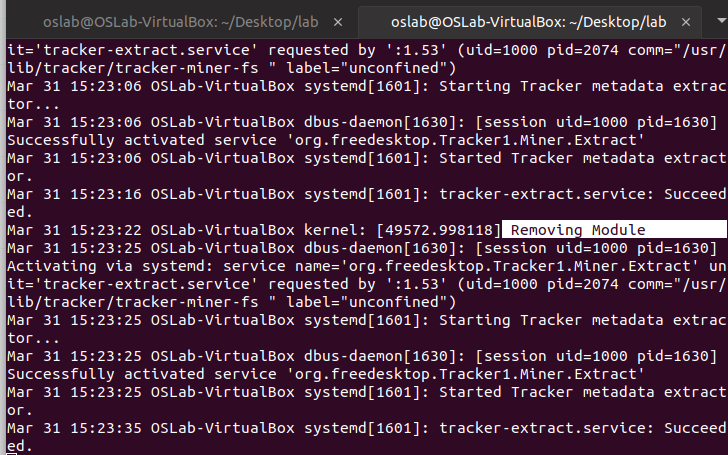 oslab@OSLab-VirtualBox: ~/Desktop/lab × oslab@OSLab-VirtualBox: ~/Desktop/lab ×
it='tracker-extract.service' requested by ':1.53' (uid=1000 pid=2074 comm="/usr/
lib/tracker/tracker-miner-fs " label="unconfined")
Mar 31 15:23:06 OSLab-VirtualBox systemd[1601]: Starting Tracker metadata extrac
tor...
Mar 31 15:23:06 OSLab-VirtualBox dbus-daemon[1630]: [session uid=1000 pid=1630]
Successfully activated service 'org.freedesktop.Tracker1.Miner.Extract'
Mar 31 15:23:06 OSLab-VirtualBox systemd[1601]: Started Tracker metadata extract
or.
Mar 31 15:23:16 OSLab-VirtualBox systemd[1601]: tracker-extract.service: Succeed
ed.
Mar 31 15:23:22 OSLab-VirtualBox kernel: [49572.998118] Removing Module
Mar 31 15:23:25 OSLab-VirtualBox dbus-daemon[1630]: [session uid=1000 pid=1630]
Activating via systemd: service name='org.freedesktop.Tracker1.Miner.Extract' un
it='tracker-extract.service' requested by ':1.53' (uid=1000 pid=2074 comm="/usr/
lib/tracker/tracker-miner-fs " label="unconfined")
Mar 31 15:23:25 OSLab-VirtualBox systemd[1601]: Starting Tracker metadata extrac
tor...
Mar 31 15:23:25 OSLab-VirtualBox dbus-daemon[1630]: [session uid=1000 pid=1630]
Successfully activated service 'org.freedesktop.Tracker1.Miner.Extract'
Mar 31 15:23:25 OSLab-VirtualBox systemd[1601]: Started Tracker metadata extract
or.
Mar 31 15:23:35 OSLab-VirtualBox systemd[1601]: tracker-extract.service: Succeed
ed.